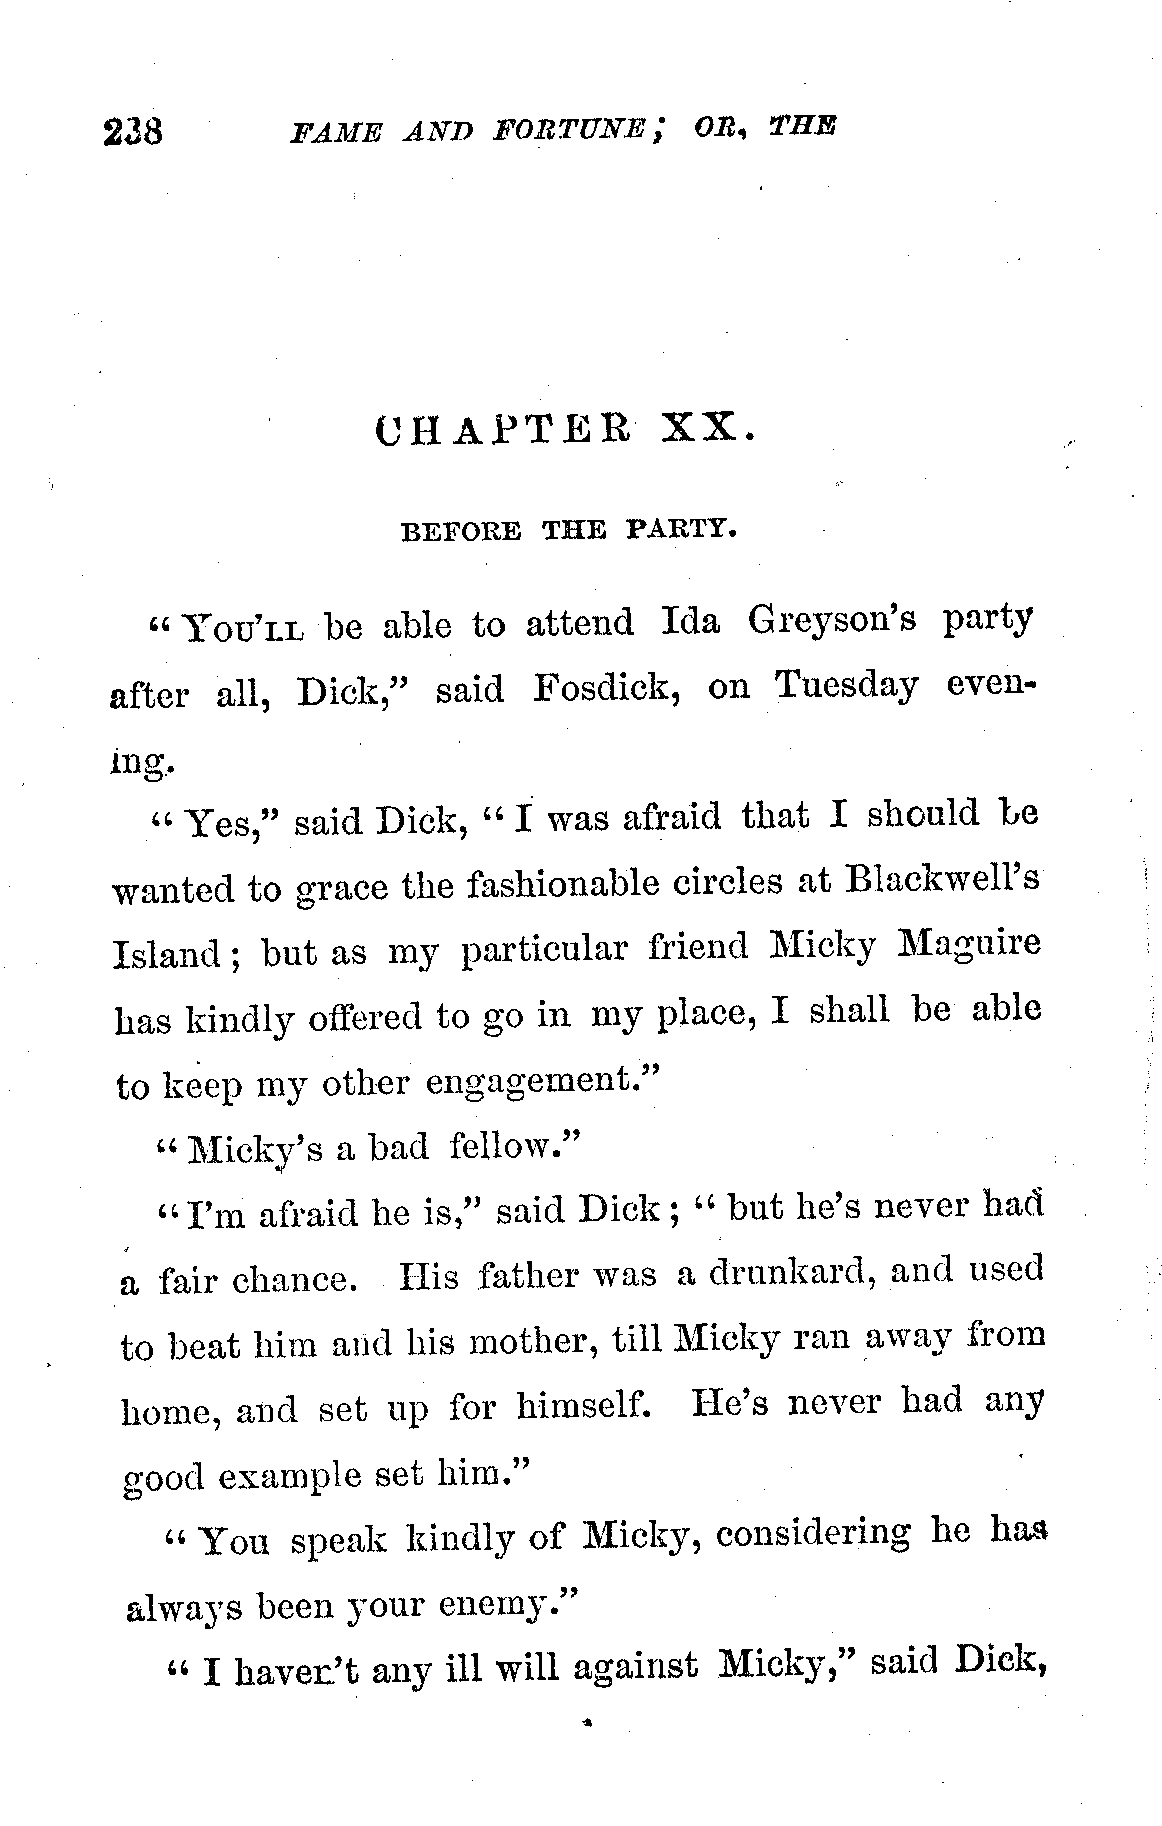 238 FAME AND FORTUNE; OR, THE
CHAPTER XX.
BEFORE THE PARTY.
“YOU’LL be able to attend Ida Greyson’s party
after all, Dick,” said Fosdick, on Tuesday even-
ing.
“Yes,” said Dick, “I was afraid that I should be
wanted to grace the fashionable circles at Blackwell’s
Island; but as my particular friend Micky Maguire
has kindly offered to go in my place, I shall be able
to keep my other engagement.”
“Micky’s a bad fellow.”
“I’m afraid he is,” said Dick; “but he’s never had
a fair chance. His father was a drunkard, and used
to beat him and his mother, till Micky ran away from
home, and set up for himself. He’s never had any
good example set him.”
“You speak kindly of Micky, considering he has
always been your enemy.”
“I haven’t any ill will against Micky,” said Dick,